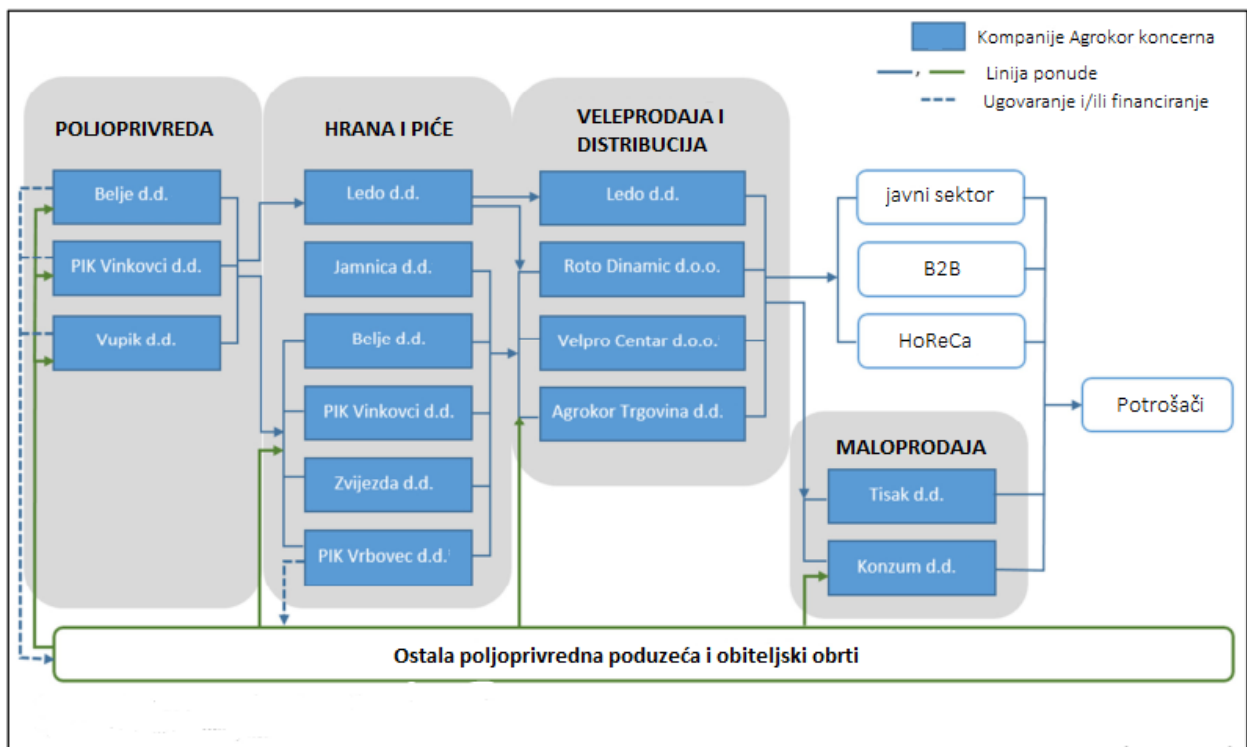 Kompanije Agrokor koncerna
Linija ponude
Ugovaranje i/ili financiranje
POLJOPRIVREDA
Belje d.d.
PIK Vinkovci d.d.
Vupik d.d.
HRANA I PIĆE
Ledo d.d.
Jamnica d.d.
Belje d.d.
PIK Vinkovci d.d.
Zvijezda d.d.
PIK Vrbovec d.d.
VELEPRODAJA I
DISTRIBUCIJA
Ledo d.d.
Roto Dinamic d.o.o.
Velpro Centar d.o.o.
Agrokor Trgovina d.d.
javni sektor
B2B
HoReCa
MALOPRODAJA
Tisak d.d.
Konzum d.d.
Potrošači
Ostala poljoprivredna poduzeća i obiteljski obrti